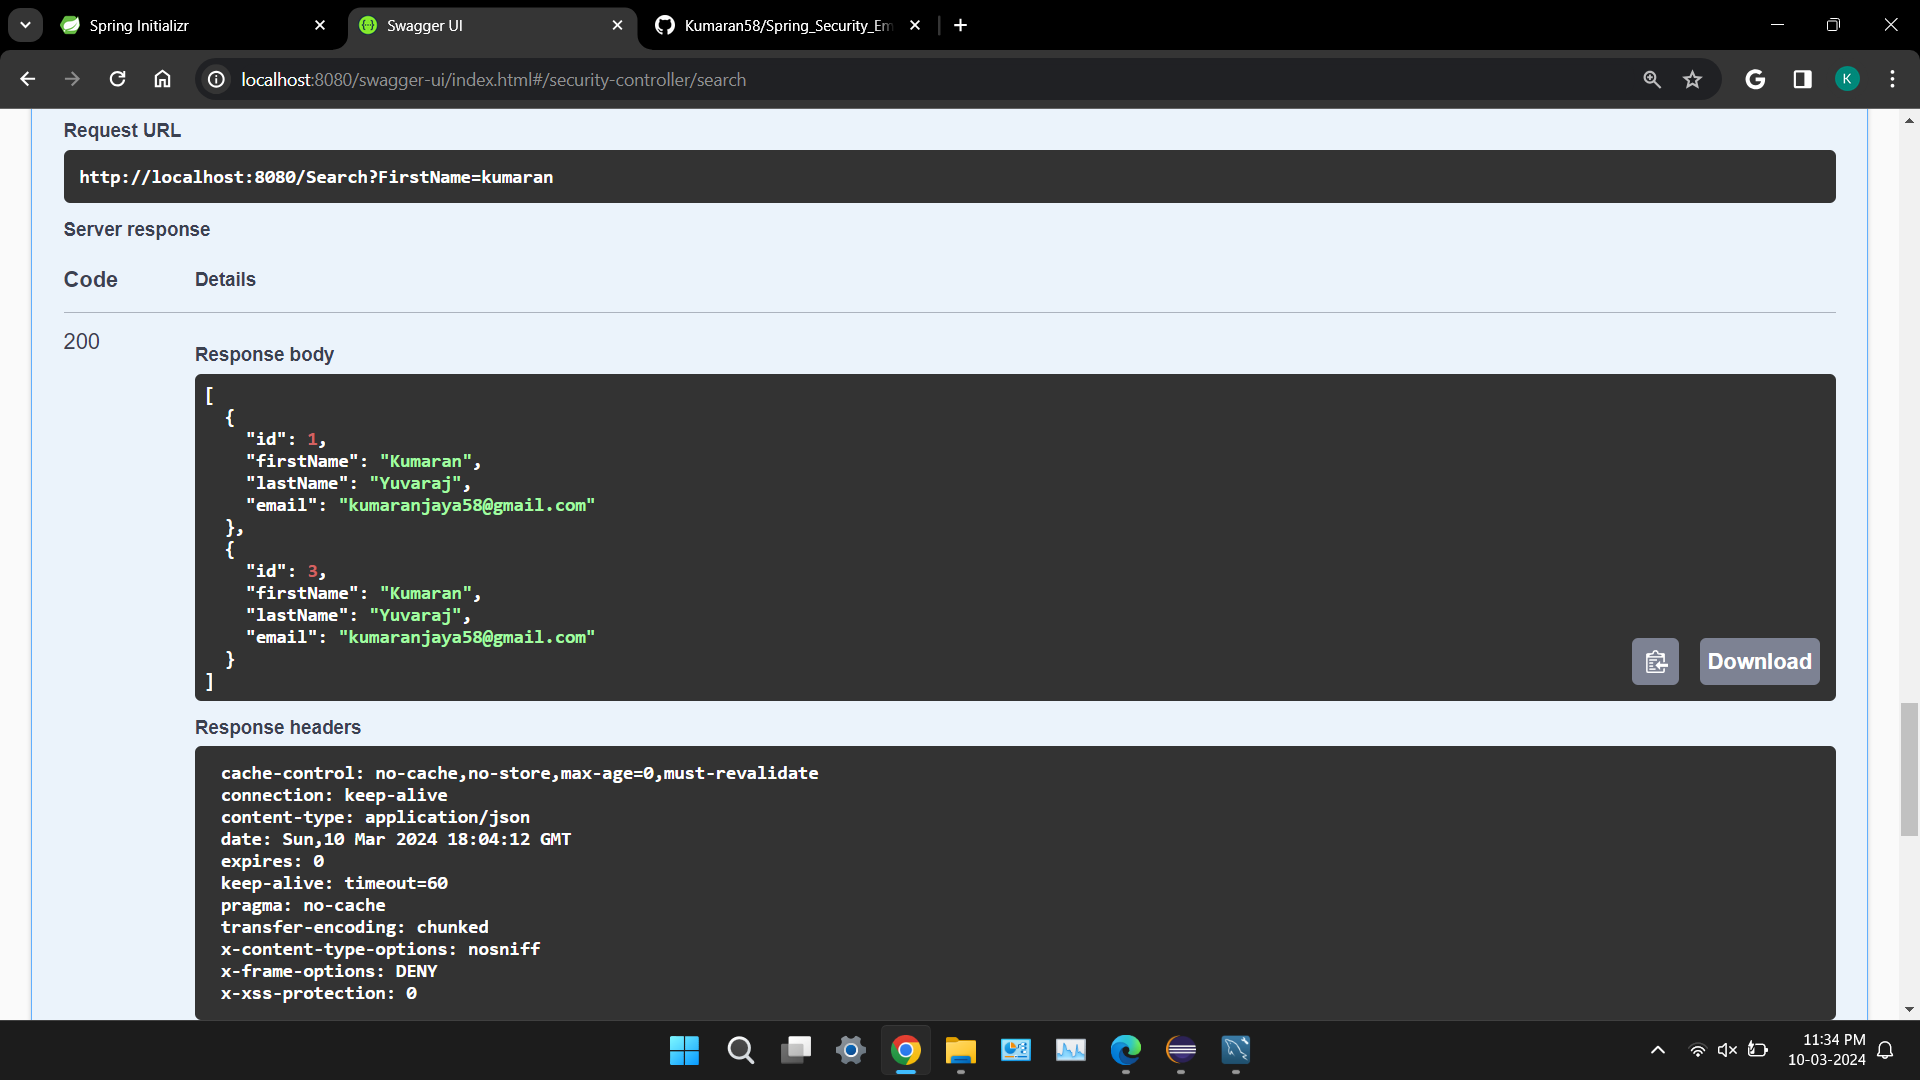 Spring Initializr
Swagger UI
Kumaran58/Spring_Security_Em
localhost:8080/swagger-ui/index.html#/security-controller/search
K
Request URL
http://localhost:8080/Search?FirstName=kumaran
Server response
Code Details
200
Response body
[
{
"id": 1,
"firstName": "Kumaran",
"lastName": "Yuvaraj",
"email": "kumaranjaya58@gmail.com"
},
{
"id": 3,
"firstName": "Kumaran",
"lastName": "Yuvaraj",
"email": "kumaranjaya58@gmail.com"
}
]
Download
Response headers
cache-control: no-cache,no-store,max-age=0,must-revalidate
connection: keep-alive
content-type: application/json
date: Sun,10 Mar 2024 18:04:12 GMT
expires: 0
keep-alive: timeout=60
pragma: no-cache
transfer-encoding: chunked
x-content-type-options: nosniff
x-frame-options: DENY
x-xss-protection: 0
11:34 PM
10-03-2024